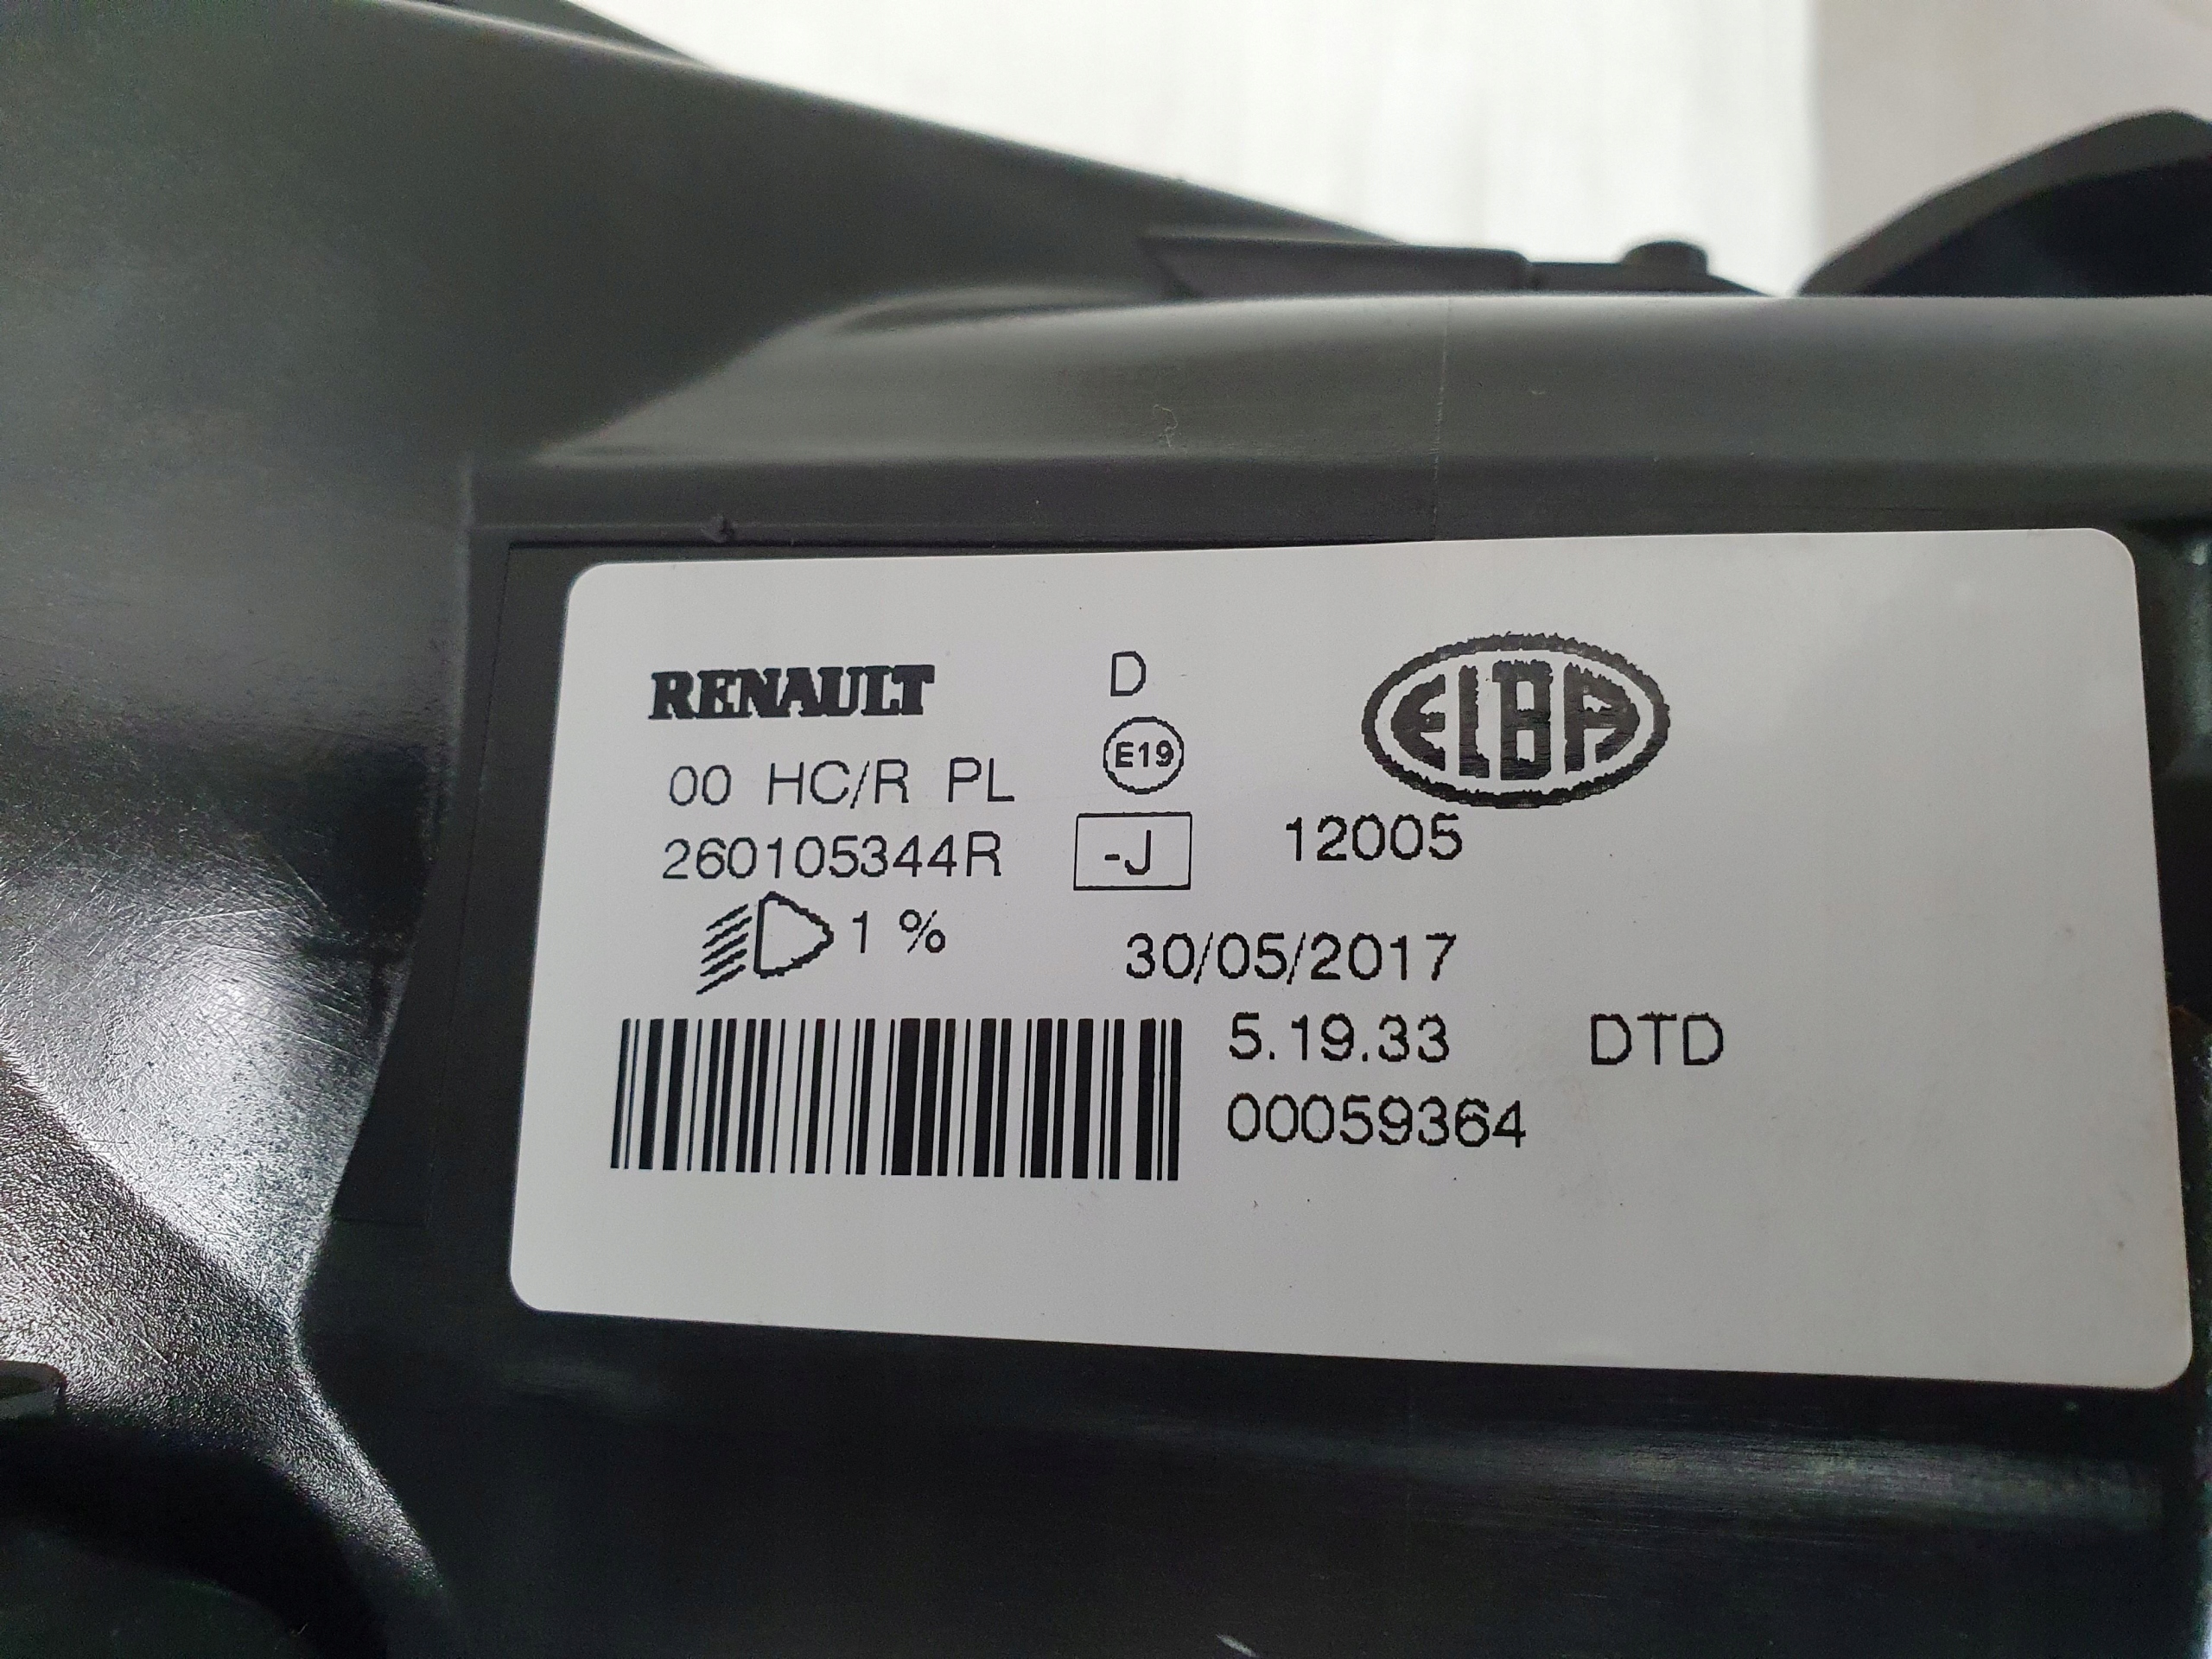 RENAULT D ELBA
00 HC/R PL E19
260105344R -J 12005
1 % 30/05/2017
5.19.33 DTD
00059364